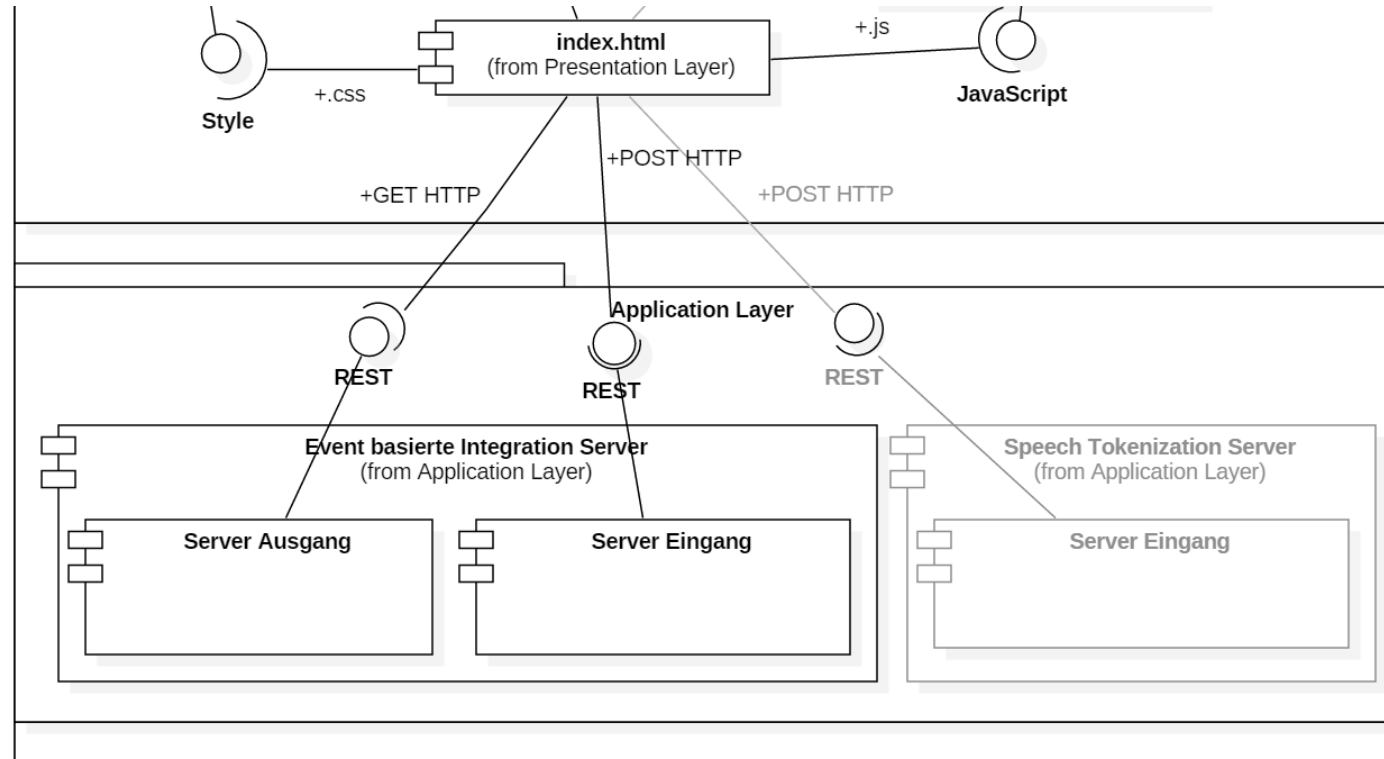 index.html
(from Presentation Layer)
+.js
+.css
Style
JavaScript
+POST HTTP
+GET HTTP
+POST HTTP
Application Layer
REST
REST
REST
Event basierte Integration Server
(from Application Layer)
Speech Tokenization Server
(from Application Layer)
Server Ausgang
Server Eingang
Server Eingang